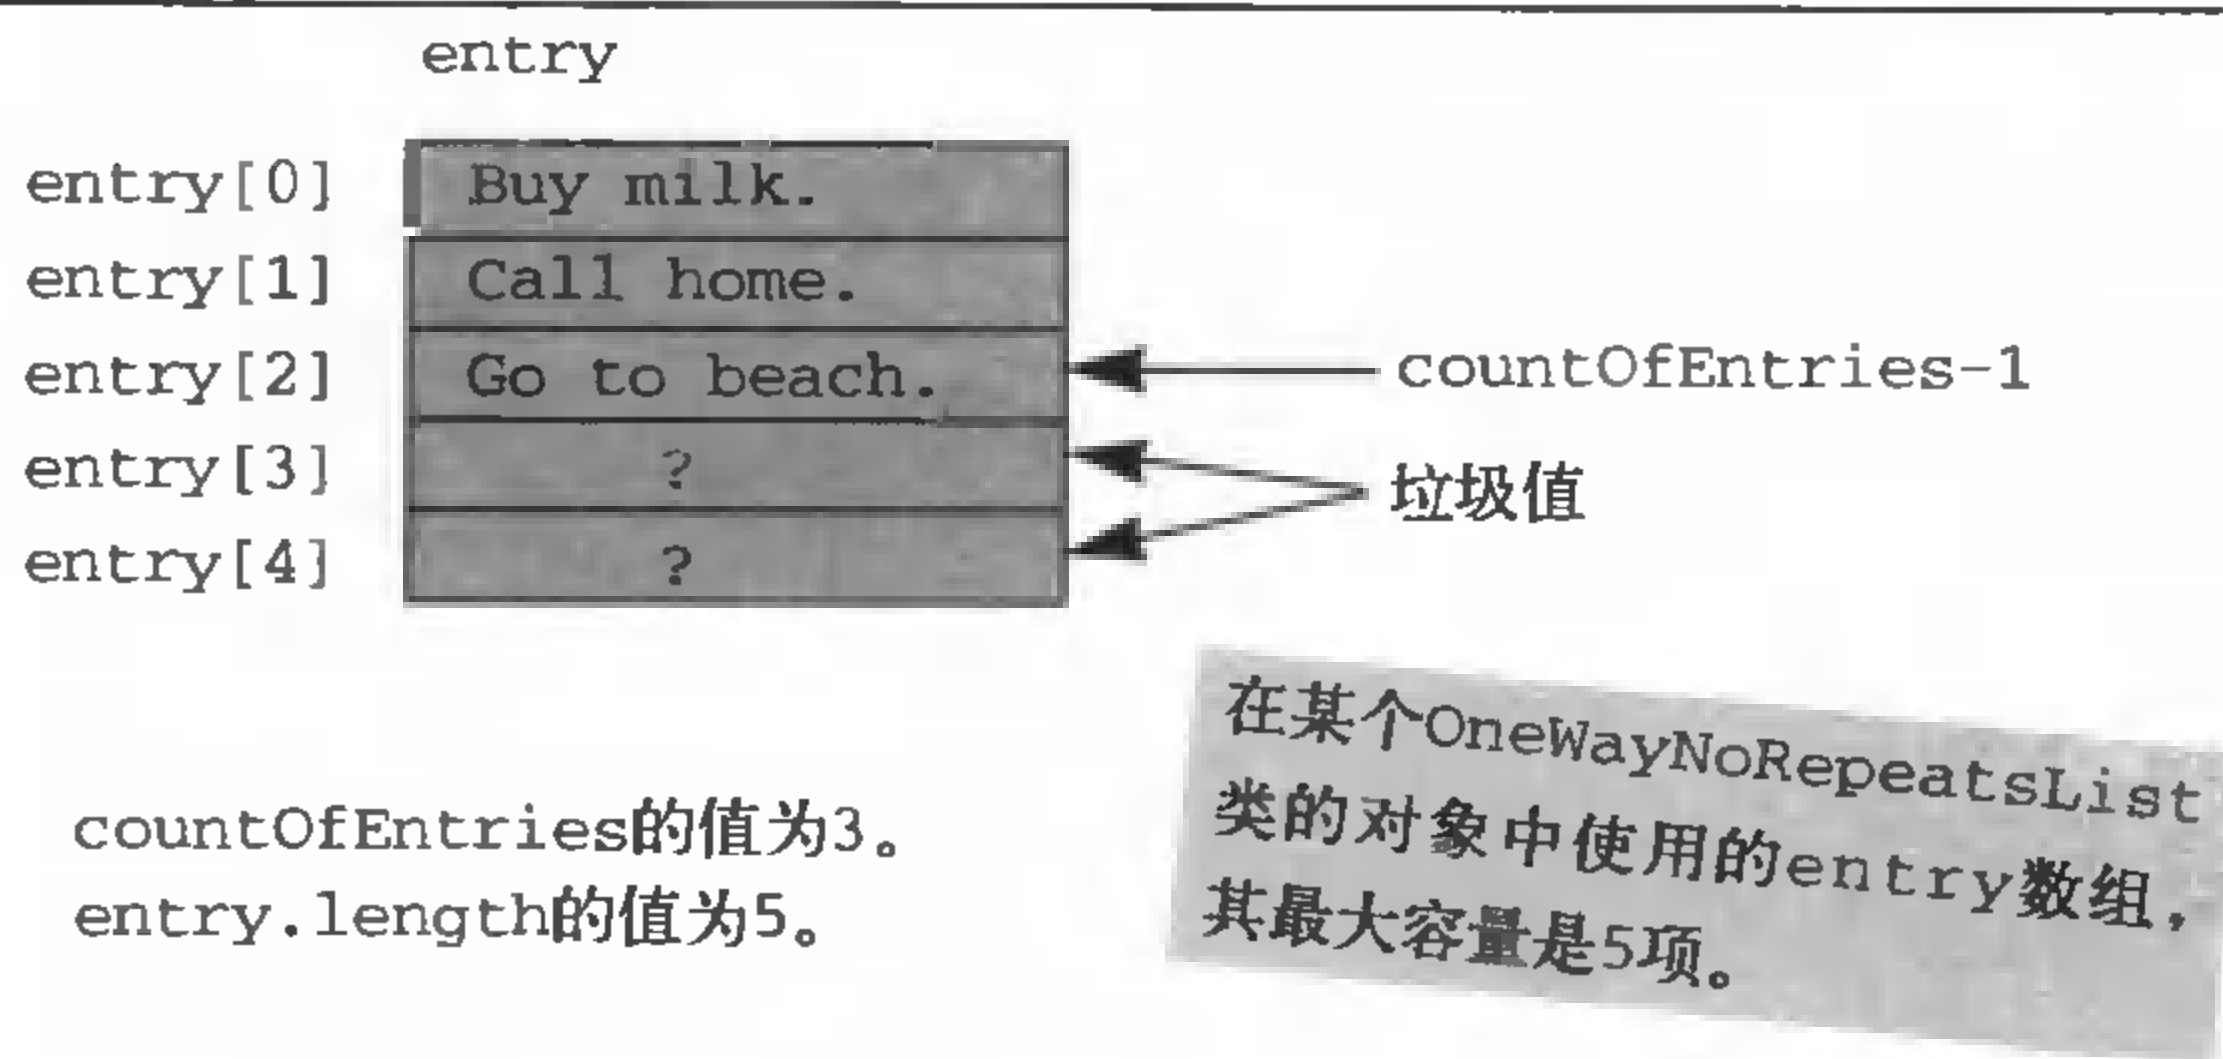 entry
entry[0] Buy milk.
entry[1] Call home.
entry[2] Go to beach. countOfEntries-1
entry[3] ?
垃圾值
entry[4] ?
countOfEntries的值为3。
entry.length的值为5。
在某个OneWayNoRepeatsList
类的对象中使用的entry数组,
其最大容量是5项。